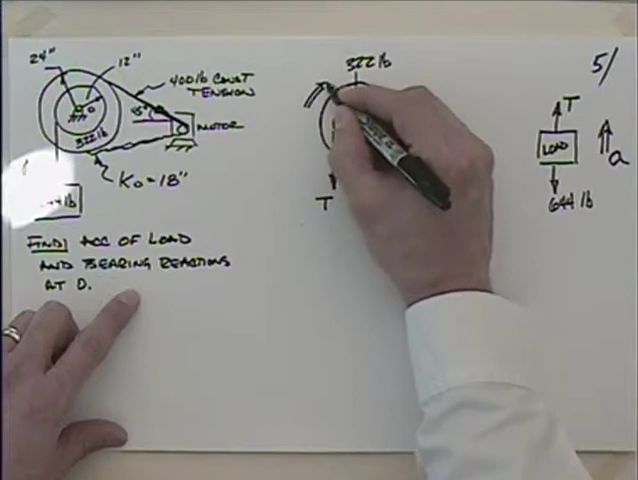 5/
24"
12"
400 lb CONST
TENSION
45°
O
MOTOR
322 lb
Ko = 18"
FIND| ACC OF LOAD
AND BEARING REACTIONS
AT O.
322 lb
T
T
LOAD
a
644 lb